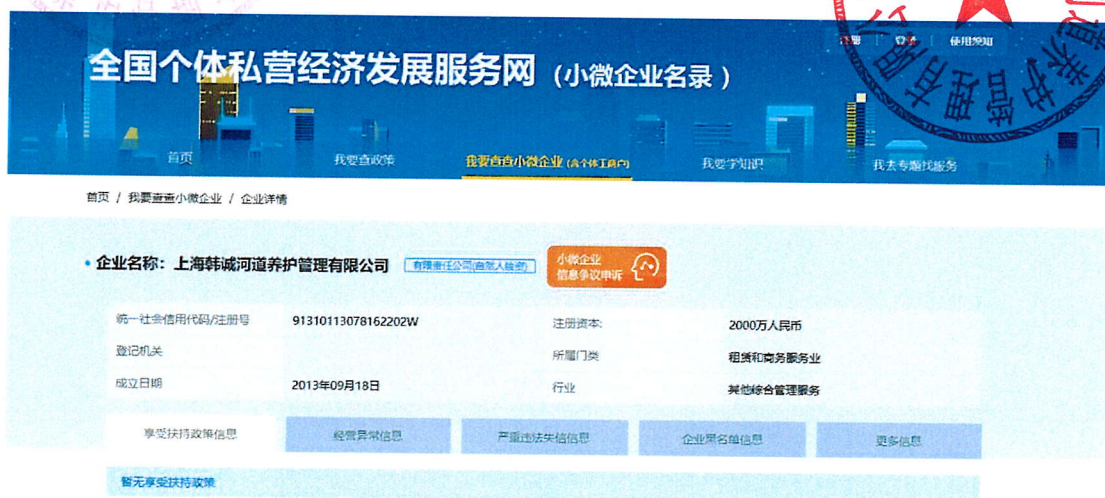 注册 | 登录 | 使用须知
全国个体私营经济发展服务网（小微企业名录）
首页 我要查政策 我要查查小微企业 (含个体工商户) 我要学知识 我去专题找服务
首页 / 我要查查小微企业 / 企业详情
• 企业名称：上海韩诚河道养护管理有限公司 有限责任公司(自然人独资) 小微企业
信息争议申诉
统一社会信用代码/注册号 91310113078162202W 注册资本: 2000万人民币
登记机关 所属门类 租赁和商务服务业
成立日期 2013年09月18日 行业 其他综合管理服务
享受扶持政策信息 经营异常信息 严重违法失信信息 企业黑名单信息 更多信息
暂无享受扶持政策
河道养护管理有限公